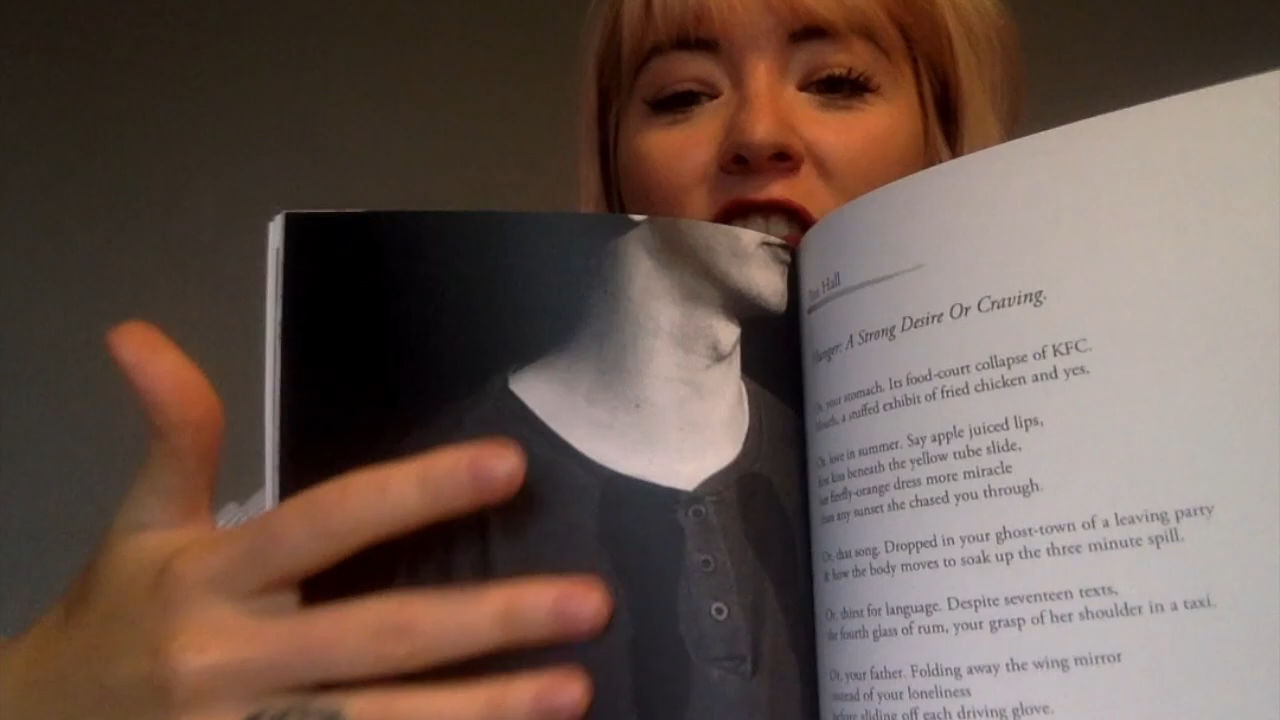 Hall
Hunger: A Strong Desire Or Craving.
Or, your stomach. Its food-court collapse of KFC.
Mouth, a stuffed exhibit of fried chicken and yes,
Or, love in summer. Say apple juiced lips,
kiss beneath the yellow tube slide,
her firefly-orange dress more miracle
than any sunset she chased you through.
Or, that song. Dropped in your ghost-town of a leaving party
& how the body moves to soak up the three minute spill.
Or, thirst for language. Despite seventeen texts,
the fourth glass of rum, your grasp of her shoulder in a taxi.
Or, your father. Folding away the wing mirror
instead of your loneliness
before sliding off each driving glove.